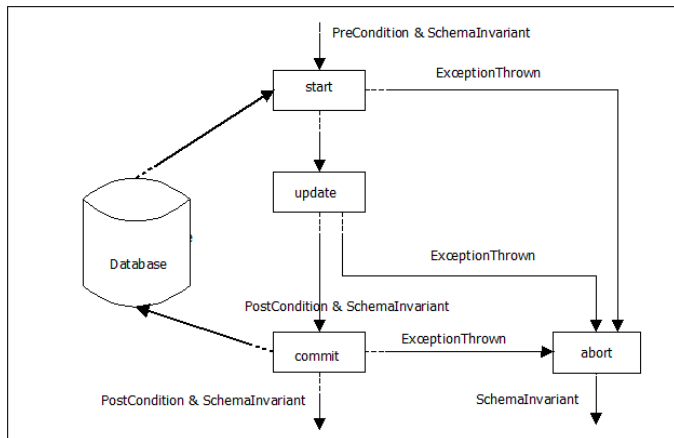 PreCondition & SchemaInvariant
start
ExceptionThrown
update
Database
ExceptionThrown
PostCondition & SchemaInvariant
commit
ExceptionThrown
abort
PostCondition & SchemaInvariant
SchemaInvariant